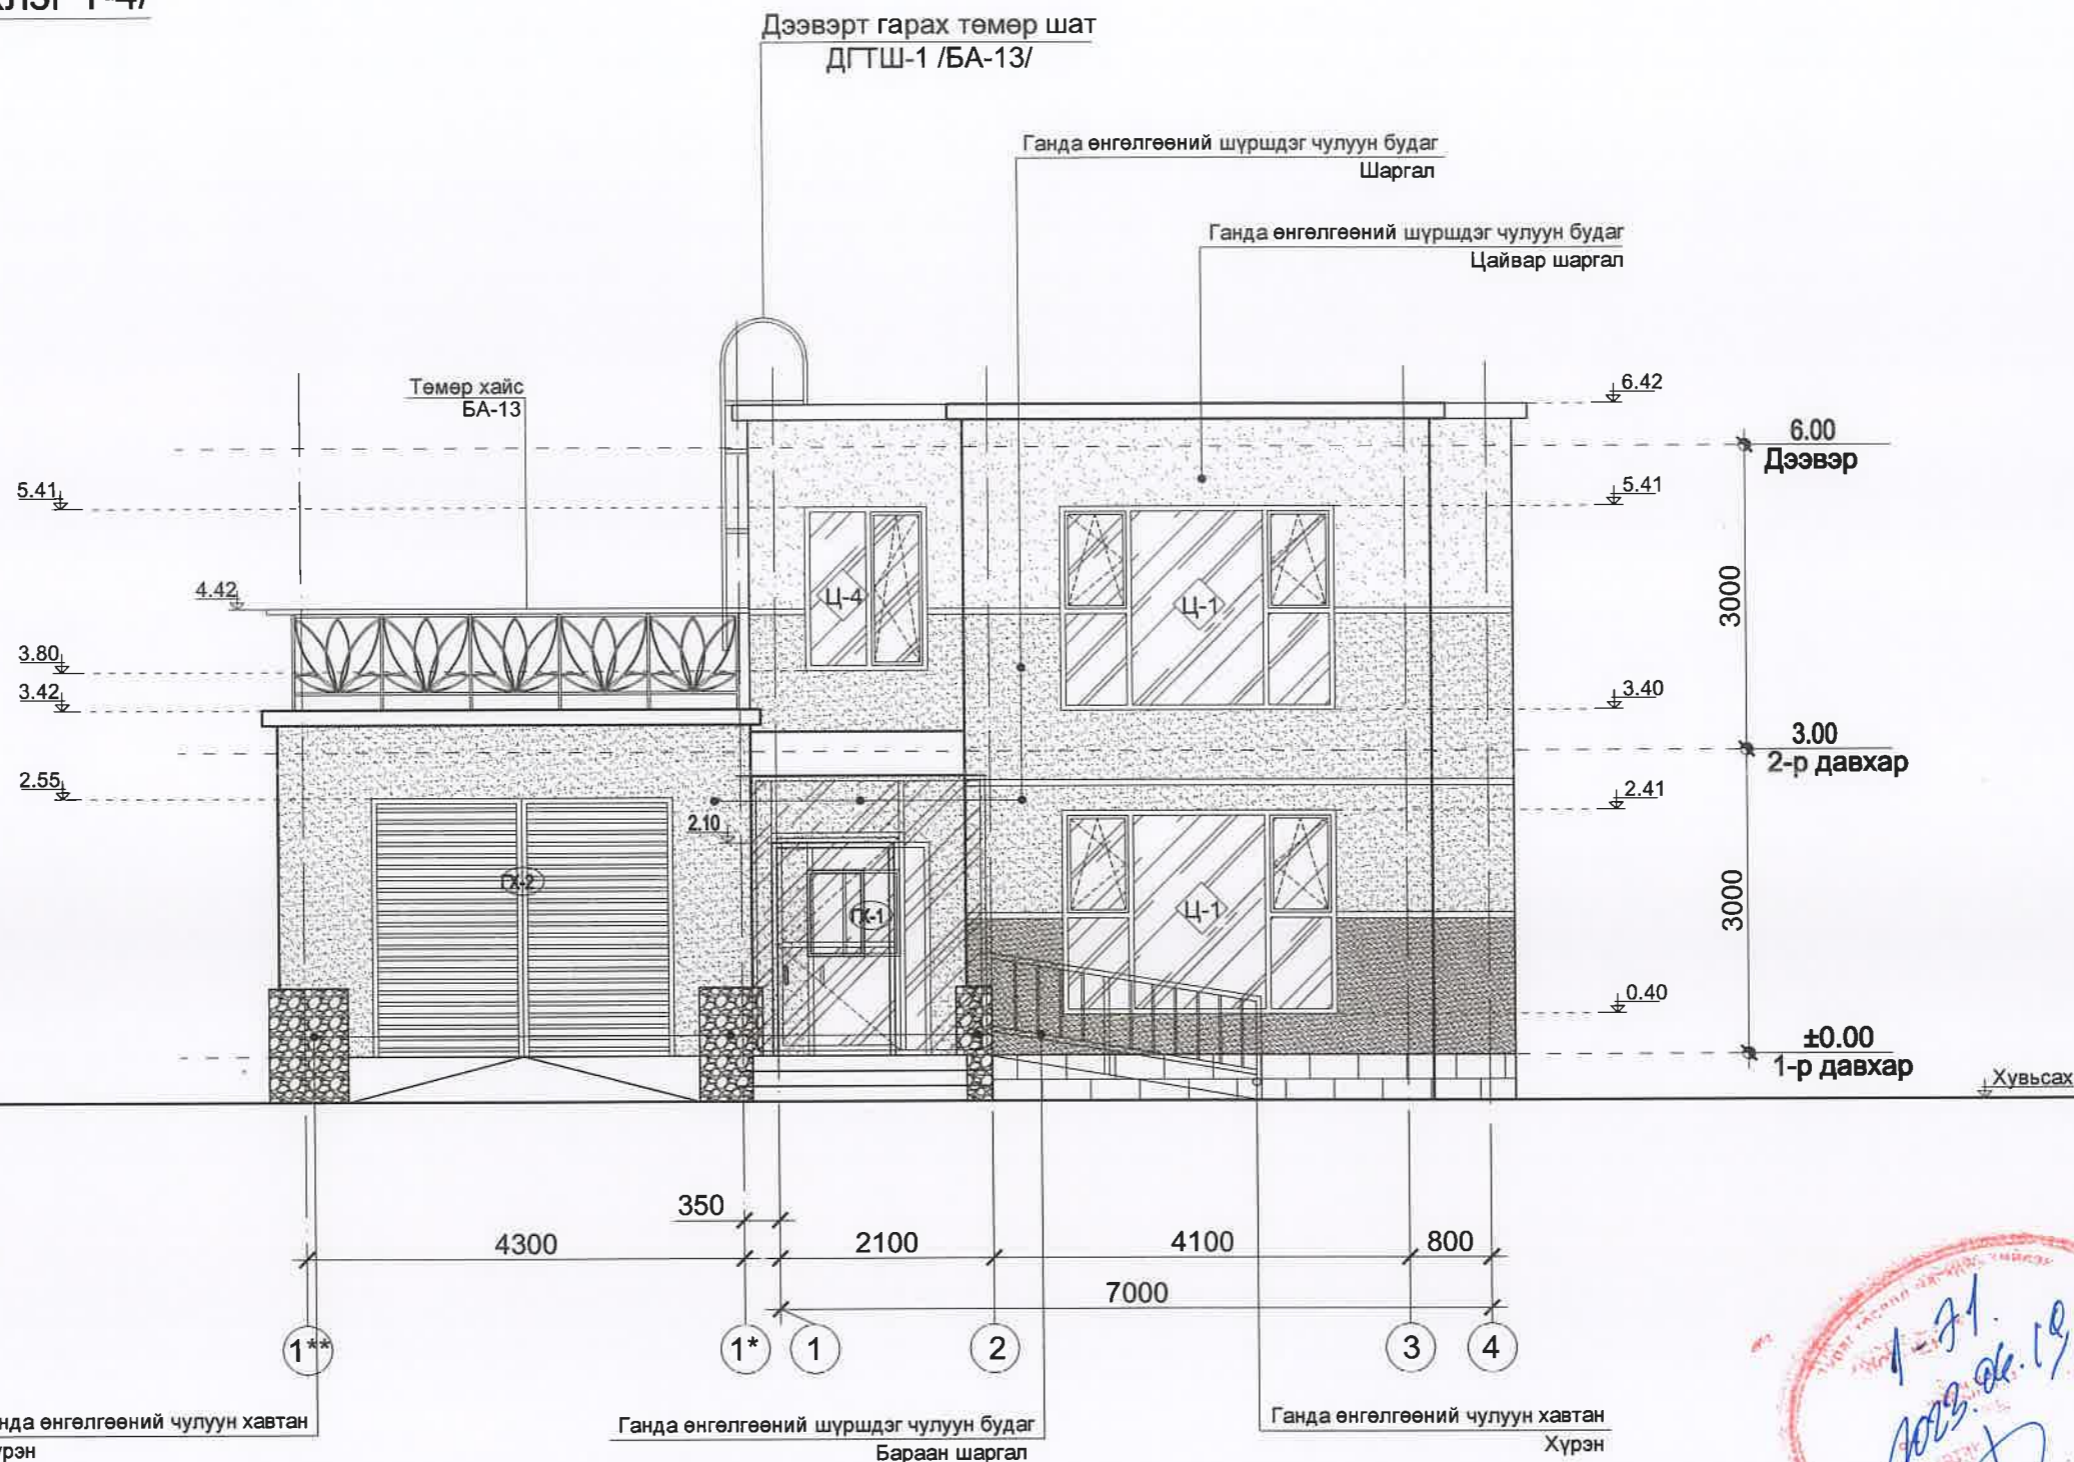 1-4/
Дээвэрт гарах төмөр шат
ДГТШ-1 /БА-13/
Ганда өнгөлгөөний шүршдэг чулуун будаг
Шаргал
Ганда өнгөлгөөний шүршдэг чулуун будаг
Цайвар шаргал
Төмөр хайс
БА-13
6.42
6.00
Дээвэр
5.41
5.41
Ц-4
Ц-1
3000
4.42
3.80
3.42
3.40
3.00
2-р давхар
2.55
2.41
2.10
ГХ-2
ГХ-1
Ц-1
3000
0.40
±0.00
1-р давхар
Хувьсах
350
4300
2100
4100
800
7000
1**
1*
1
2
3
4
өнгөлгөөний чулуун хавтан
Ганда өнгөлгөөний шүршдэг чулуун будаг
Бараан шаргал
Ганда өнгөлгөөний чулуун хавтан
Хүрэн